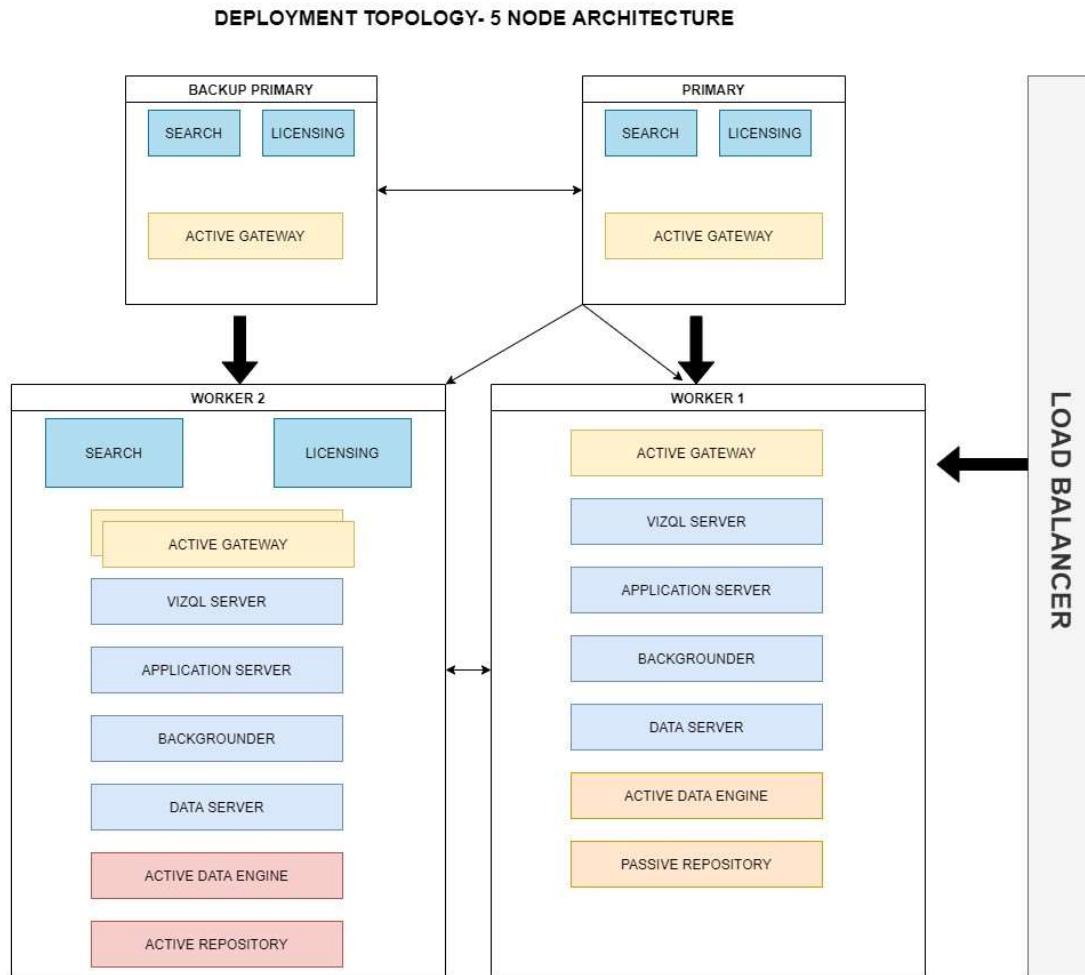 DEPLOYMENT TOPOLOGY- 5 NODE ARCHITECTURE
BACKUP PRIMARY
SEARCH
LICENSING
ACTIVE GATEWAY
PRIMARY
SEARCH
LICENSING
ACTIVE GATEWAY
WORKER 2
SEARCH
LICENSING
ACTIVE GATEWAY
VIZQL SERVER
APPLICATION SERVER
BACKGROUNDER
DATA SERVER
ACTIVE DATA ENGINE
ACTIVE REPOSITORY
WORKER 1
ACTIVE GATEWAY
VIZQL SERVER
APPLICATION SERVER
BACKGROUNDER
DATA SERVER
ACTIVE DATA ENGINE
PASSIVE REPOSITORY
LOAD BALANCER